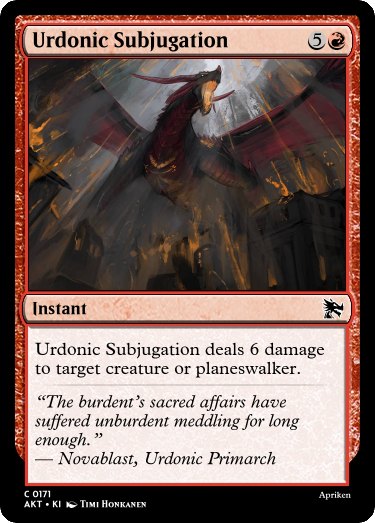 Urdonic Subjugation 5
Instant
Urdonic Subjugation deals 6 damage
to target creature or planeswalker.
“The burdent's sacred affairs have
suffered unburdent meddling for long
enough.”
— Novablast, Urdonic Primarch
C 0171 Apriken
AKT • KI Timi Honkanen